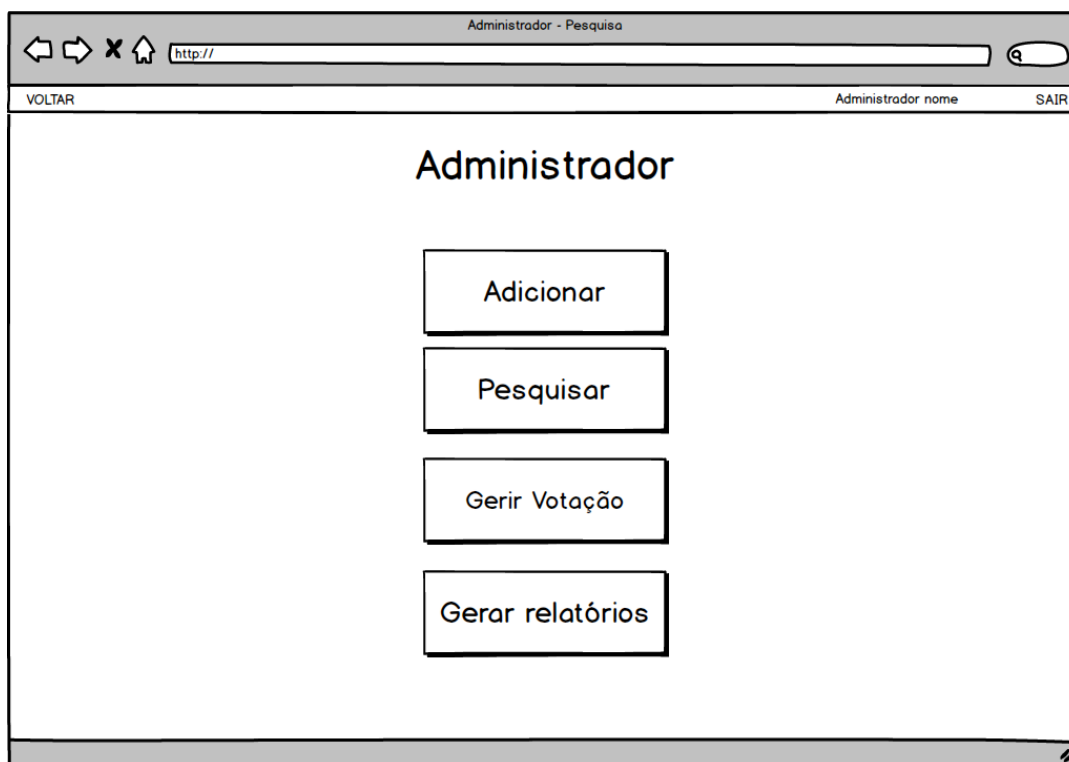 Administrador - Pesquisa
http://
VOLTAR Administrador nome SAIR
Administrador
Adicionar
Pesquisar
Gerir Votação
Gerar relatórios